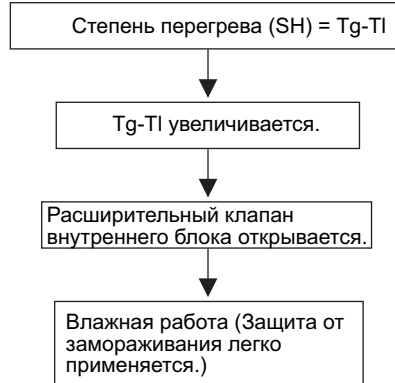 Степень перегрева (SH) = Tg-Tl
Tg-Tl увеличивается.
Расширительный клапан
внутреннего блока открывается.
Влажная работа (Защита от
замораживания легко
применяется.)